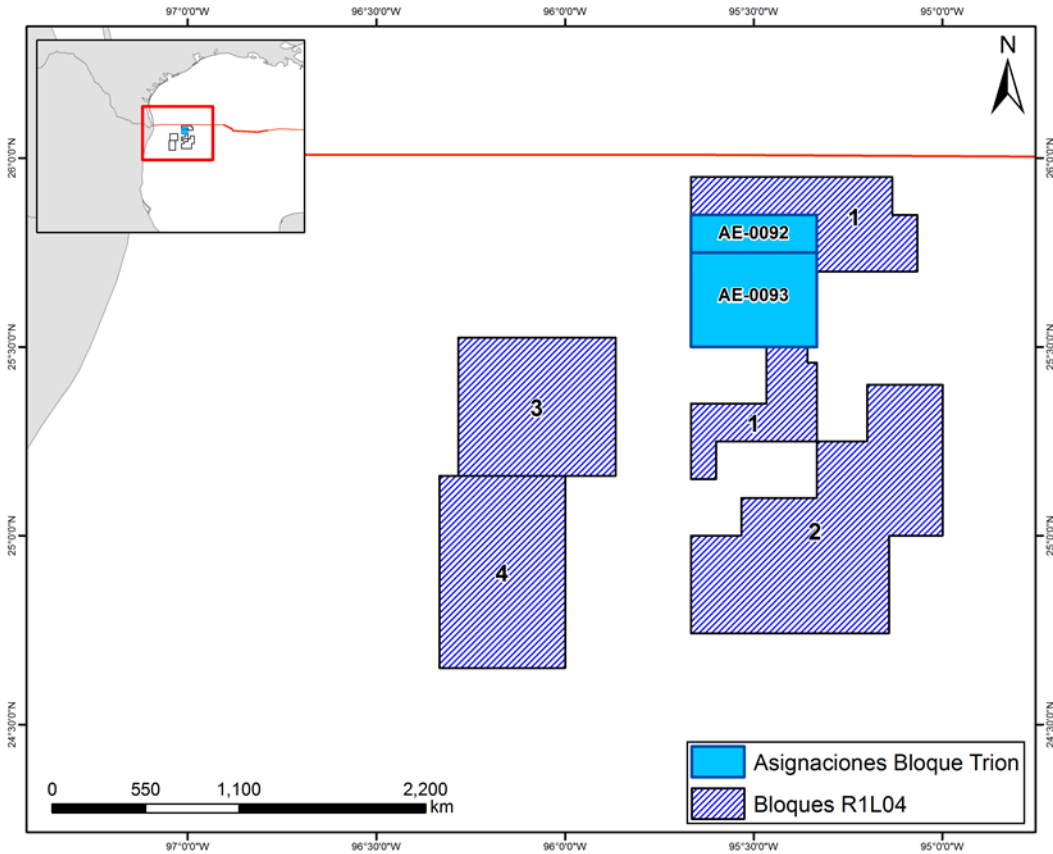 97°0'0"W 96°30'0"W 96°0'0"W 95°30'0"W 95°0'0"W
N
26°0'0"N 26°0'0"N
1
AE-0092
AE-0093
25°30'0"N 25°30'0"N
3
1
2
25°0'0"N 25°0'0"N
4
24°30'0"N 24°30'0"N
Asignaciones Bloque Trion
0 550 1,100 2,200
km
Bloques R1L04
97°0'0"W 96°30'0"W 96°0'0"W 95°30'0"W 95°0'0"W